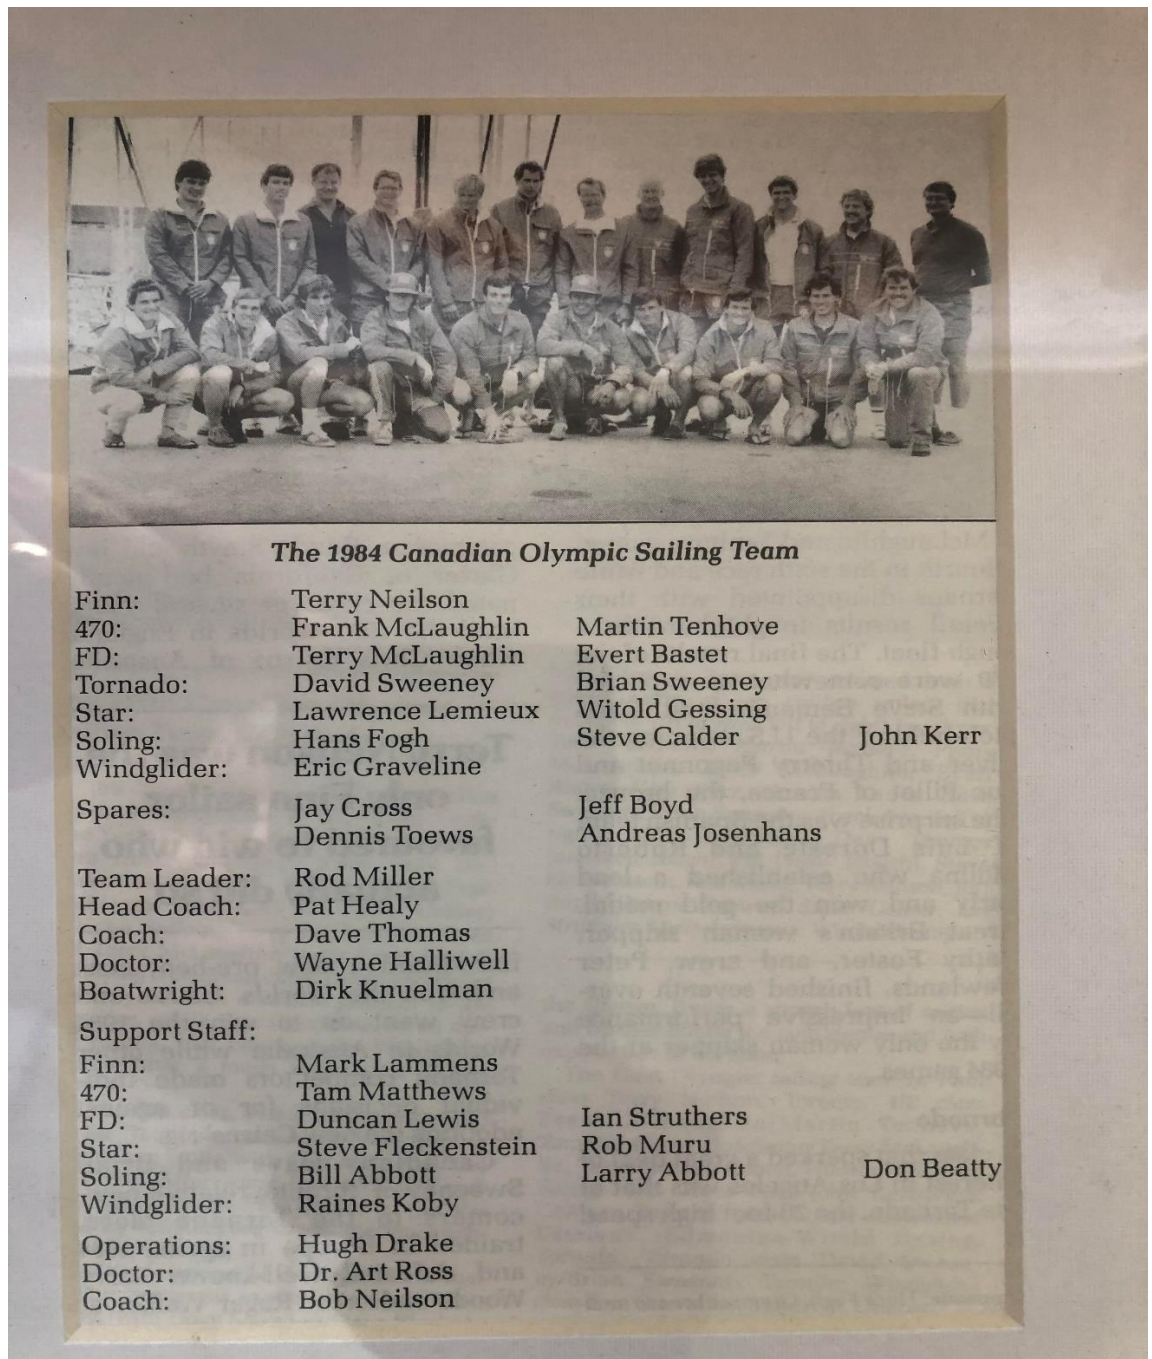 The 1984 Canadian Olympic Sailing Team
Finn: Terry Neilson
470: Frank McLaughlin Martin Tenhove
FD: Terry McLaughlin Evert Bastet
Tornado: David Sweeney Brian Sweeney
Star: Lawrence Lemieux Witold Gessing
Soling: Hans Fogh Steve Calder John Kerr
Windglider: Eric Graveline
Spares: Jay Cross Jeff Boyd
Dennis Toews Andreas Josenhans
Team Leader: Rod Miller
Head Coach: Pat Healy
Coach: Dave Thomas
Doctor: Wayne Halliwell
Boatwright: Dirk Knuelman
Support Staff:
Finn: Mark Lammens
470: Tam Matthews
FD: Duncan Lewis Ian Struthers
Star: Steve Fleckenstein Rob Muru
Soling: Bill Abbott Larry Abbott Don Beatty
Windglider: Raines Koby
Operations: Hugh Drake
Doctor: Dr. Art Ross
Coach: Bob Neilson